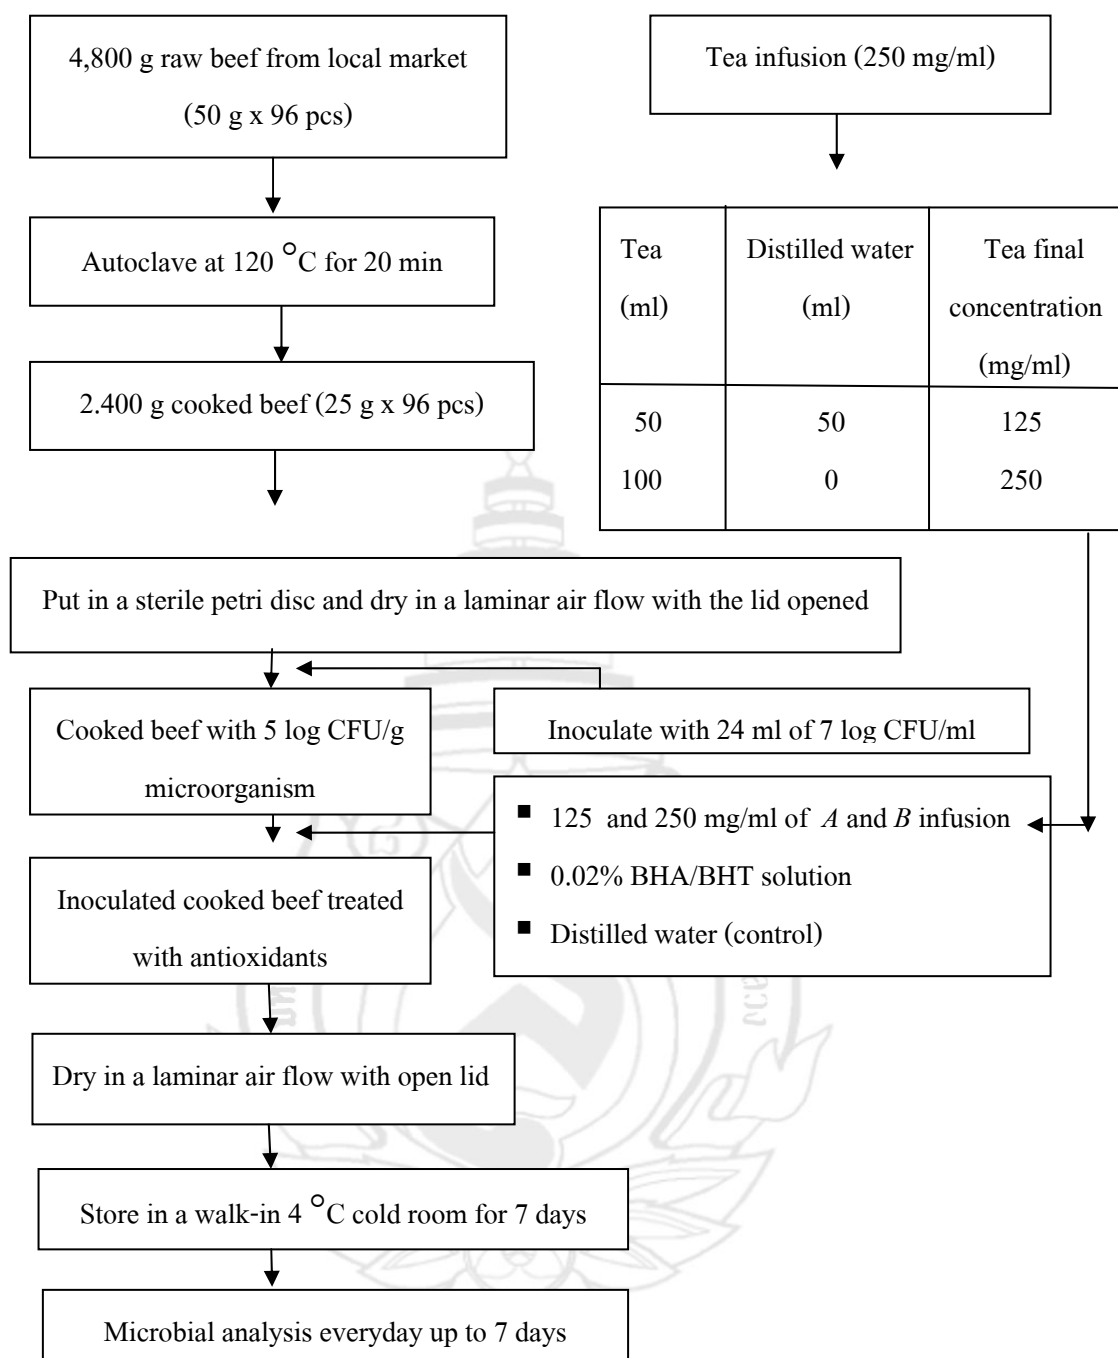 4,800 g raw beef from local market
(50 g x 96 pcs)
Tea infusion (250 mg/ml)
Autoclave at 120 °C for 20 min
2.400 g cooked beef (25 g x 96 pcs)
Tea
(ml)
Distilled water
(ml)
Tea final
concentration
(mg/ml)
50 50 125
100 0 250
Put in a sterile petri disc and dry in a laminar air flow with the lid opened
Cooked beef with 5 log CFU/g
microorganism
Inoculate with 24 ml of 7 log CFU/ml
■ 125 and 250 mg/ml of A and B infusion
■ 0.02% BHA/BHT solution
■ Distilled water (control)
Inoculated cooked beef treated
with antioxidants
Dry in a laminar air flow with open lid
Store in a walk-in 4 °C cold room for 7 days
Microbial analysis everyday up to 7 days